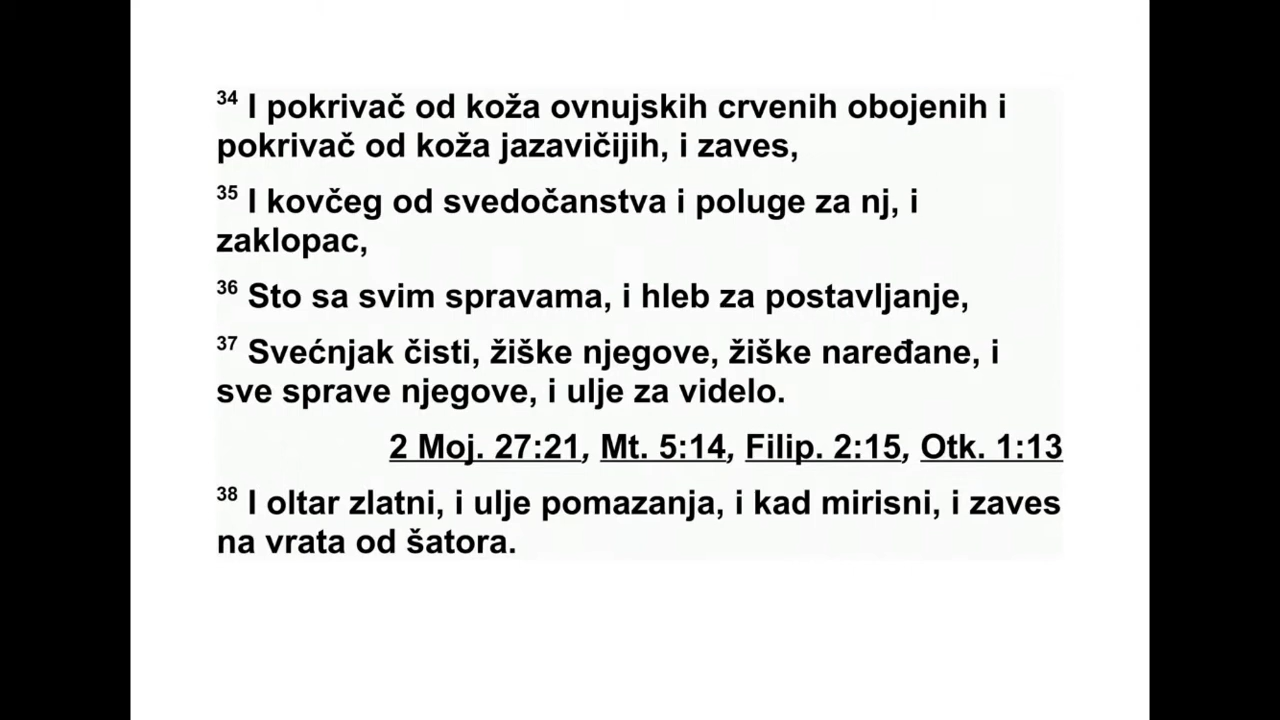 34 I pokrivač od koža ovnujskih crvenih obojenih i
pokrivač od koža jazavičijih, i zaves,
35 I kovčeg od svedočanstva i poluge za nj, i
zaklopac,
36 Sto sa svim spravama, i hleb za postavljanje,
37 Svećnjak čisti, žiške njegove, žiške naređane, i
sve sprave njegove, i ulje za videlo.
2 Moj. 27:21, Mt. 5:14, Filip. 2:15, Otk. 1:13
38 I oltar zlatni, i ulje pomazanja, i kad mirisni, i zaves
na vrata od šatora.